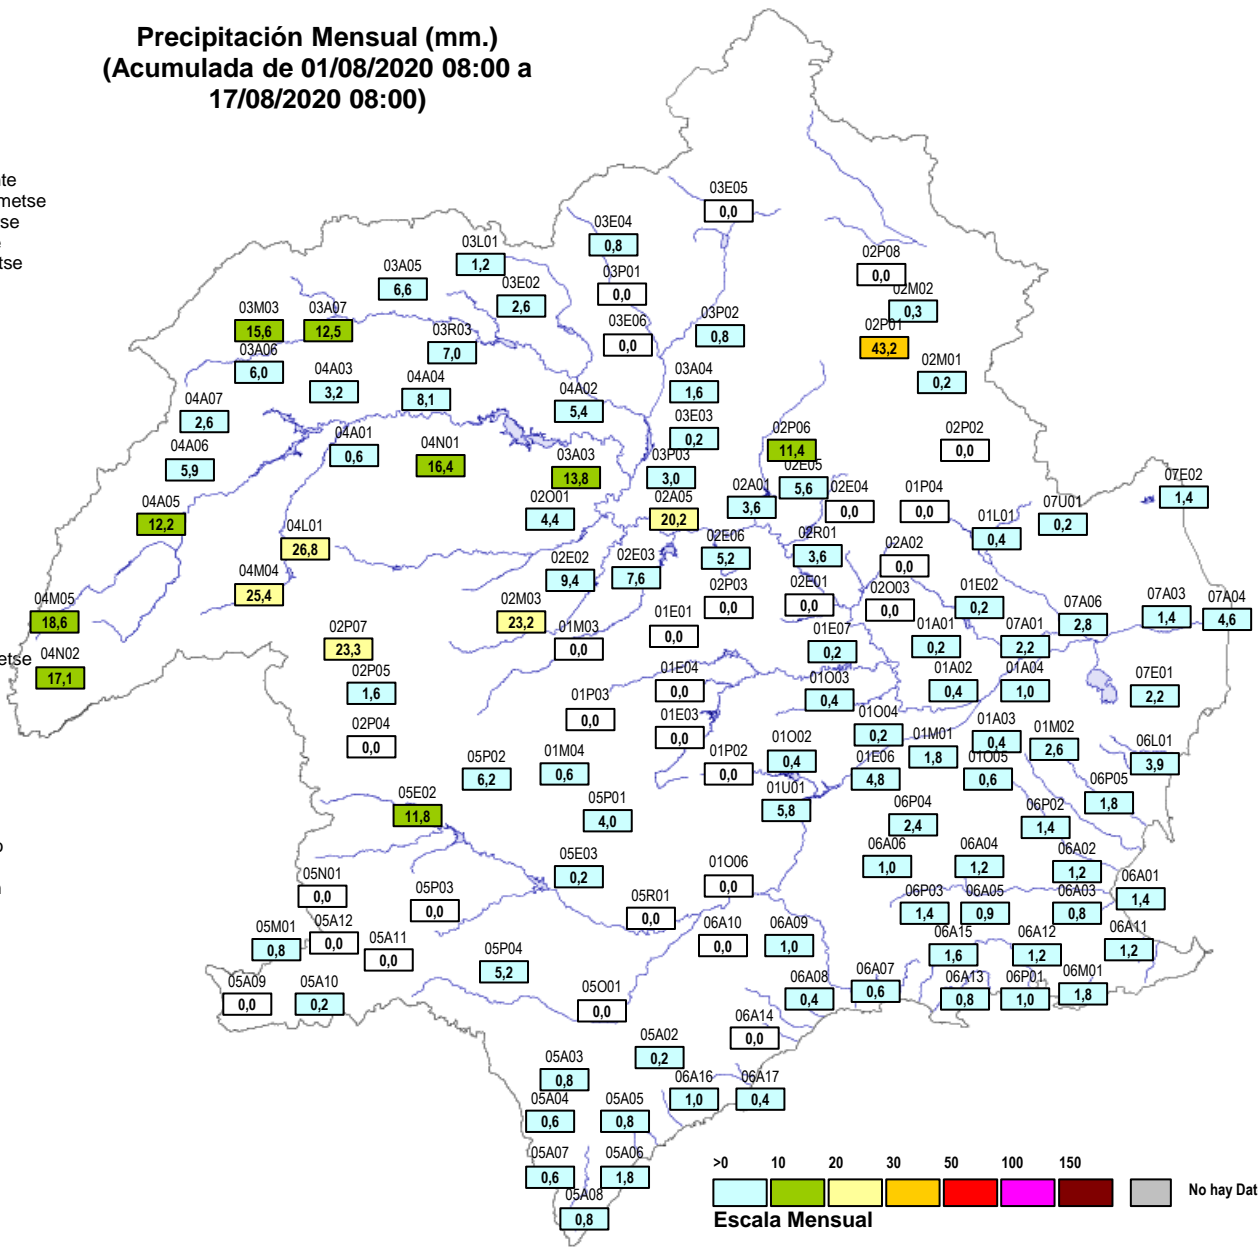 Precipitación Mensual (mm.)
(Acumulada de 01/08/2020 08:00 a
17/08/2020 08:00)
nte
metse
se
e
tse
etse
o
n
03E05
0,0
03E04
0,8
03L01
1,2
02P08
0,0
03A05
6,6
03P01
0,0
03E02
2,6
02M02
0,3
03M03
15,6
03A07
12,5
03P02
0,8
03E06
0,0
02P01
43,2
03R03
7,0
03A06
6,0
02M01
0,2
04A03
3,2
04A04
8,1
03A04
1,6
04A02
5,4
04A07
2,6
03E03
0,2
04A01
0,6
02P06
11,4
02P02
0,0
04A06
5,9
04N01
16,4
03A03
13,8
03P03
3,0
02E05
5,6
07E02
1,4
02A01
3,6
02E04
0,0
01P04
0,0
04A05
12,2
02O01
4,4
02A05
20,2
07U01
0,2
01L01
0,4
04L01
26,8
02E06
5,2
02R01
3,6
02A02
0,0
02E02
9,4
02E03
7,6
04M04
25,4
02P03
0,0
02E01
0,0
02O03
0,0
01E02
0,2
07A03
1,4
07A04
4,6
04M05
18,6
02M03
23,2
07A06
2,8
01E01
0,0
02P07
23,3
01M03
0,0
01E07
0,2
01A01
0,2
07A01
2,2
04N02
17,1
02P05
1,6
01E04
0,0
01O03
0,4
01A02
0,4
01A04
1,0
07E01
2,2
01P03
0,0
02P04
0,0
01E03
0,0
01O04
0,2
01A03
0,4
01M02
2,6
01M01
1,8
06L01
3,9
05P02
6,2
01M04
0,6
01P02
0,0
01O02
0,4
01E06
4,8
01O05
0,6
06P05
1,8
05E02
11,8
05P01
4,0
01U01
5,8
06P04
2,4
06P02
1,4
05E03
0,2
01O06
0,0
06A06
1,0
06A04
1,2
06A02
1,2
05N01
0,0
05P03
0,0
06A01
1,4
05R01
0,0
06P03
1,4
06A05
0,9
06A03
0,8
05M01
0,8
05A12
0,0
05A11
0,0
06A10
0,0
06A09
1,0
06A15
1,6
06A12
1,2
06A11
1,2
05P04
5,2
05A09
0,0
05A10
0,2
05O01
0,0
06A08
0,4
06A07
0,6
06A13
0,8
06P01
1,0
06M01
1,8
06A14
0,0
05A02
0,2
05A03
0,8
06A16
1,0
06A17
0,4
05A04
0,6
05A05
0,8
05A07
0,6
05A06
1,8
05A08
0,8
>0 10 20 30 50 100 150
No hay Dat
Escala Mensual